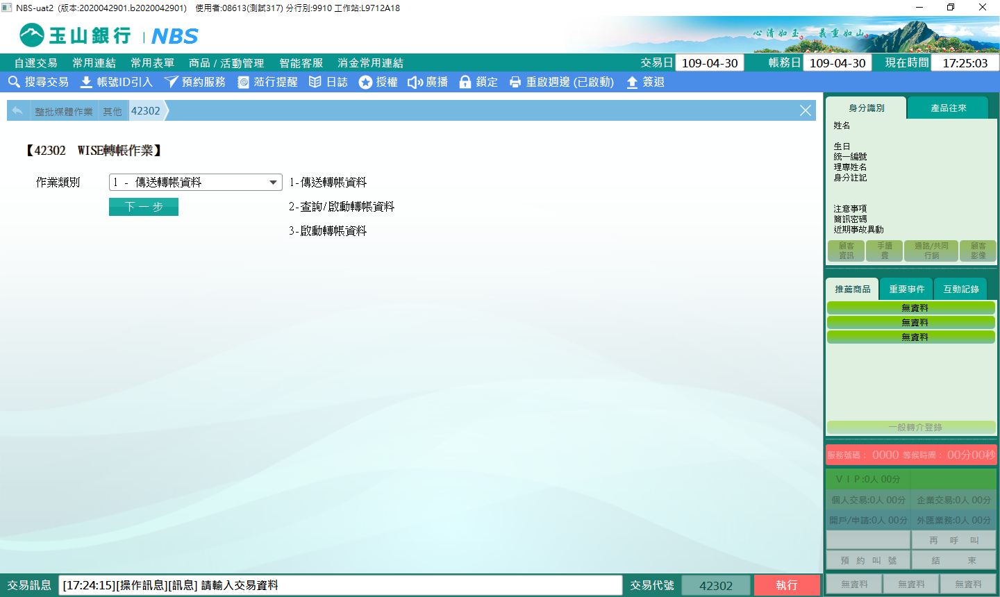 NBS-uat2 (版本:2020042901.b2020042901) 使用者:08613(測試317) 分行別:9910 工作站:L9712A18
玉山銀行 | NBS
心清如玉。義重如山。
自選交易 常用連結 常用表單 商品 / 活動管理 智能客服 消金常用連結 交易日 109-04-30 帳務日 109-04-30 現在時間 17:25:03
搜尋交易 帳號ID引入 預約服務 蒞行提醒 日誌 授權 廣播 鎖定 重啟週邊 (已啟動) 簽退
整批媒體作業 其他 42302
【42302 WISE轉帳作業】
作業類別 1 - 傳送轉帳資料 1-傳送轉帳資料
下一步 2-查詢/啟動轉帳資料
3-啟動轉帳資料
身分識別 產品往來
姓名
生日
統一編號
理專姓名
身分註記
注意事項
簡訊密碼
近期事故異動
顧客資訊 手續費 通路/共同行銷 顧客影像
推薦商品 重要事件 互動記錄
無資料
無資料
無資料
一般轉介登錄
服務號碼: 0000 等候時間: 00分00秒
VIP:0人 00分
個人交易:0人 00分 企業交易:0人 00分
開戶/申請:0人 00分 外匯業務:0人 00分
再 呼 叫
預 約 叫 號 結 束
無資料 無資料 無資料
交易訊息 [17:24:15][操作訊息][訊息] 請輸入交易資料 交易代號 42302 執行